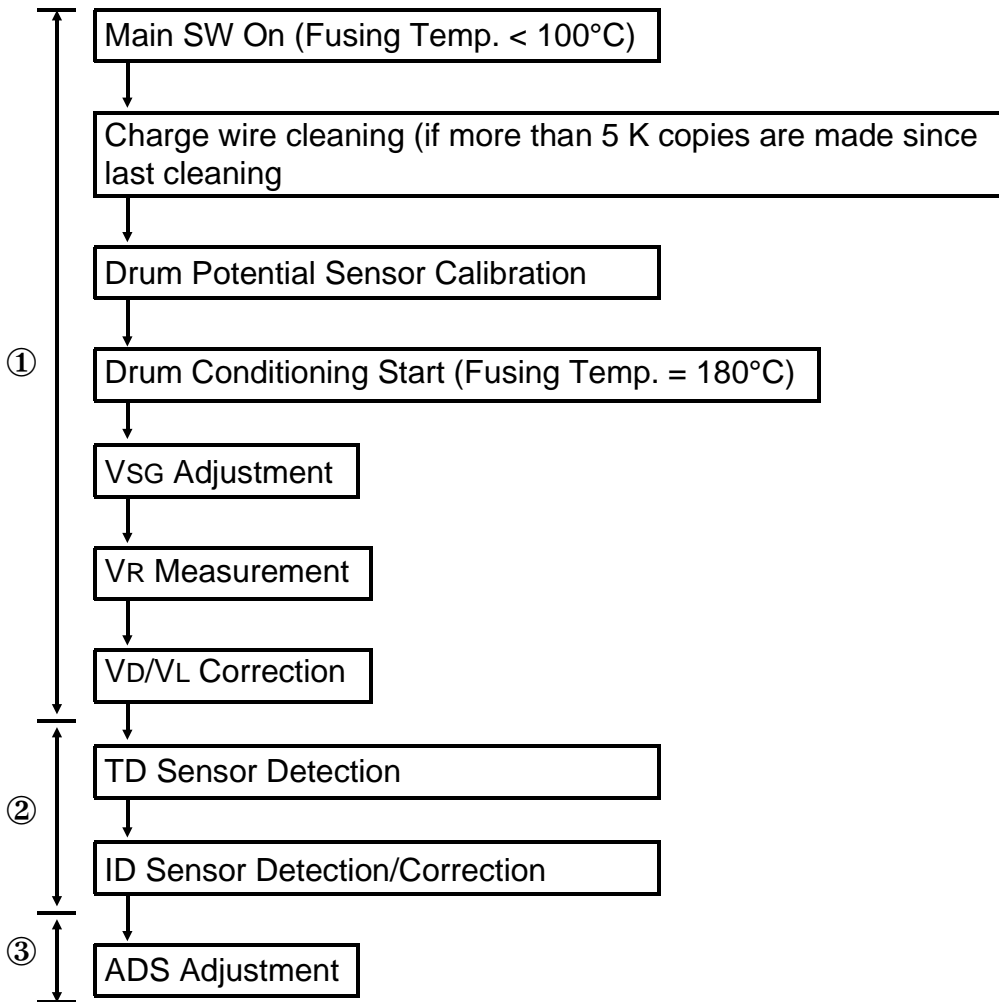 Main SW On (Fusing Temp. < 100°C)
Charge wire cleaning (if more than 5 K copies are made since
last cleaning
Drum Potential Sensor Calibration
①
Drum Conditioning Start (Fusing Temp. = 180°C)
VSG Adjustment
VR Measurement
VD/VL Correction
TD Sensor Detection
②
ID Sensor Detection/Correction
③
ADS Adjustment